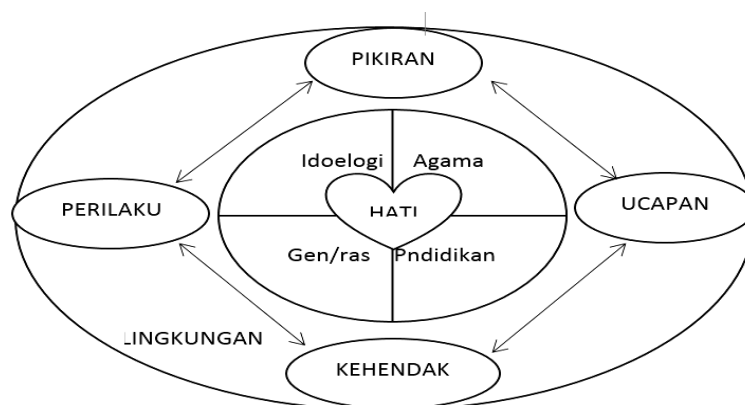 PIKIRAN
Idoelogi Agama
PERILAKU
HATI
UCAPAN
Gen/ras Pndidikan
LINGKUNGAN
KEHENDAK